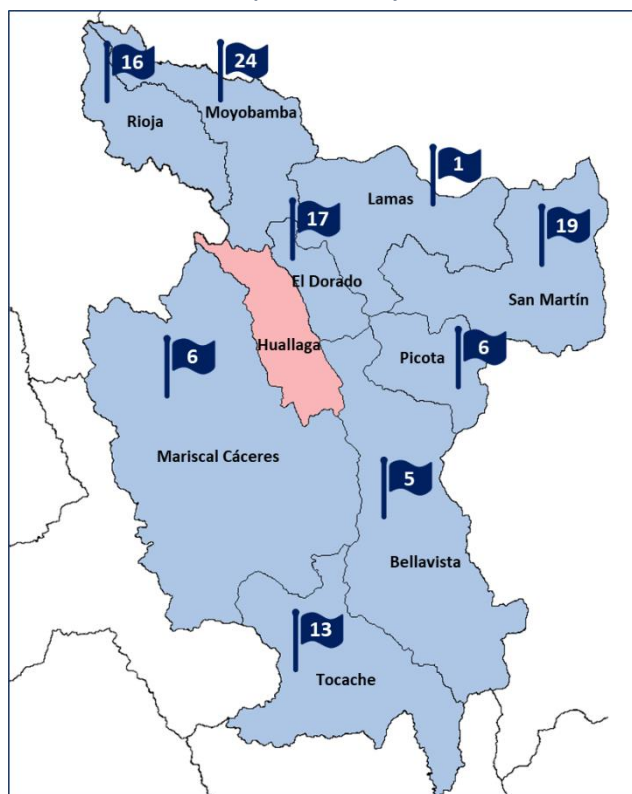 16
24
Rioja
Moyobamba
1
Lamas
17
19
El Dorado
San Martín
Huallaga
6
Picota
6
Mariscal Cáceres
5
Bellavista
13
Tocache